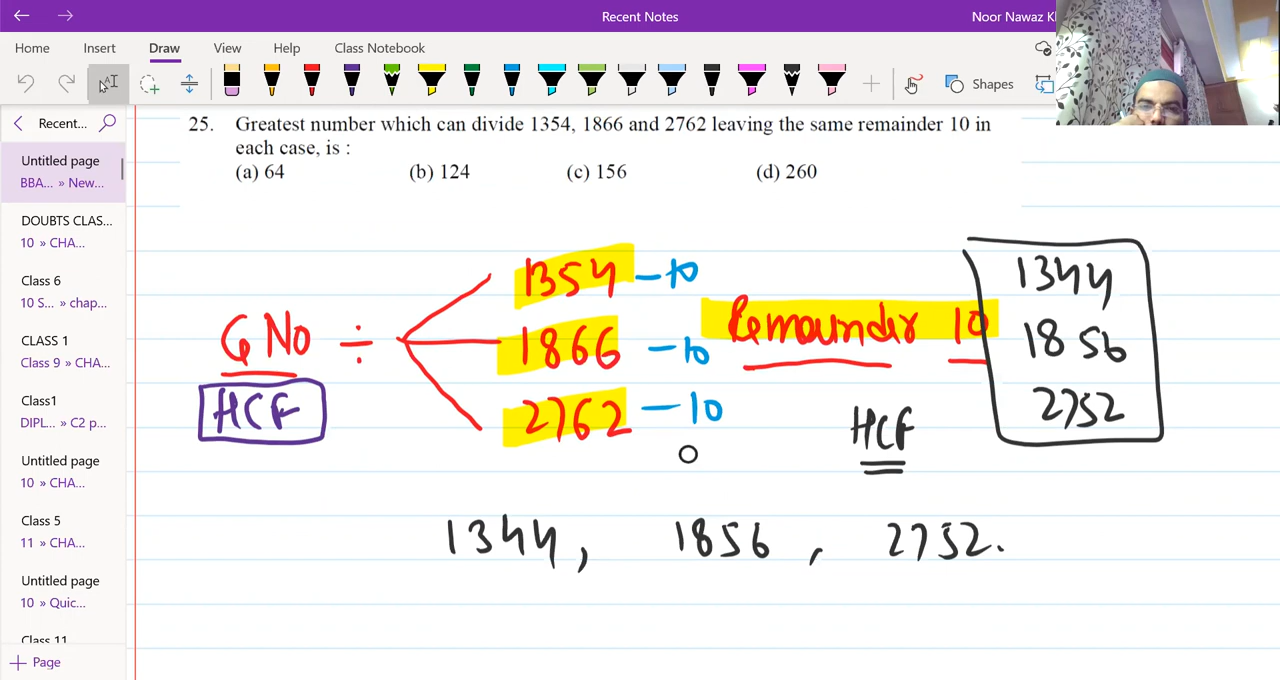 Recent Notes
Noor Nawaz K
Home Insert Draw View Help Class Notebook
Shapes
Recent...
Untitled page
BBA... » New...
DOUBTS CLAS...
10 » CHA...
Class 6
10 S... » chap...
CLASS 1
Class 9 » CHA...
Class1
DIPL... » C2 p...
Untitled page
10 » CHA...
Class 5
11 » CHA...
Untitled page
10 » Quic...
Class 11
Page
25. Greatest number which can divide 1354, 1866 and 2762 leaving the same remainder 10 in
each case, is :
(a) 64 (b) 124 (c) 156 (d) 260
1354 – 10
G No ÷ 1866 – 10 Remainder 10
HCF 2762 – 10
1344
1856
2752
HCF
1344, 1856, 2752.